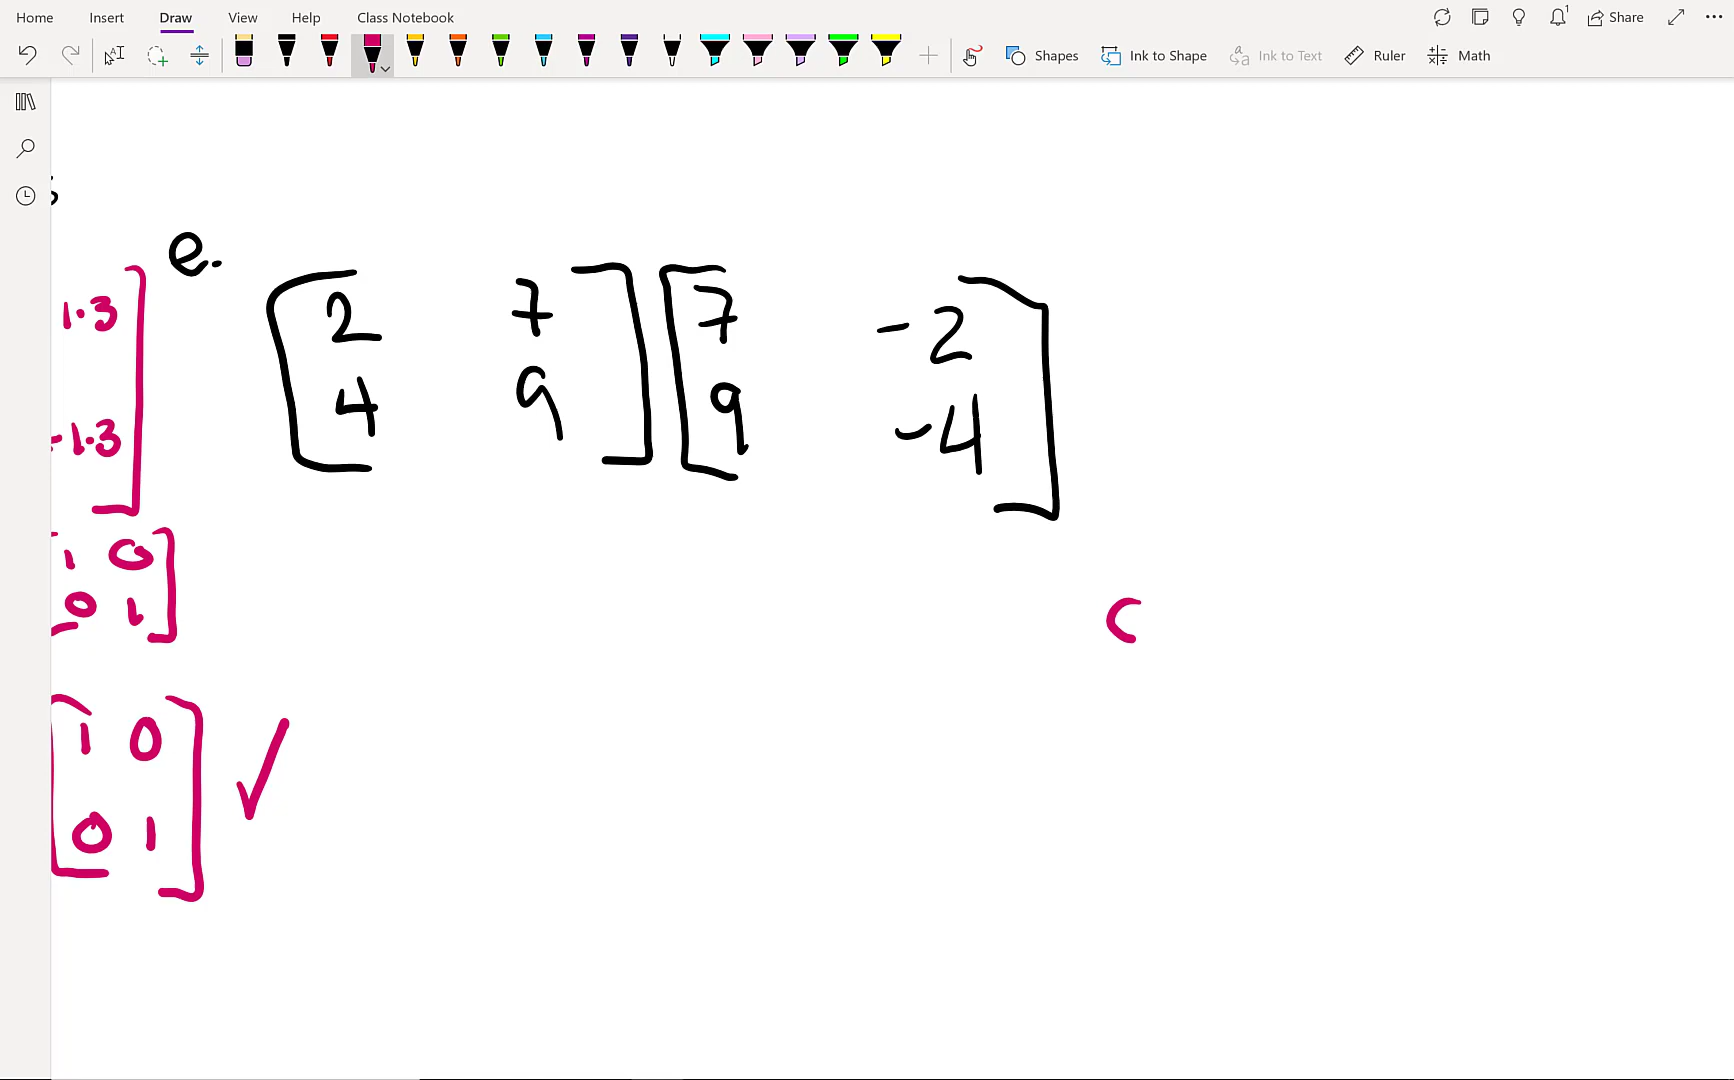 Home Insert Draw View Help Class Notebook 1 Share
Shapes Ink to Shape Ink to Text Ruler Math
e.
1.3
2 7 7 -2
4 9 9 -4
-1.3
1 0
0 1
C
1 0
0 1